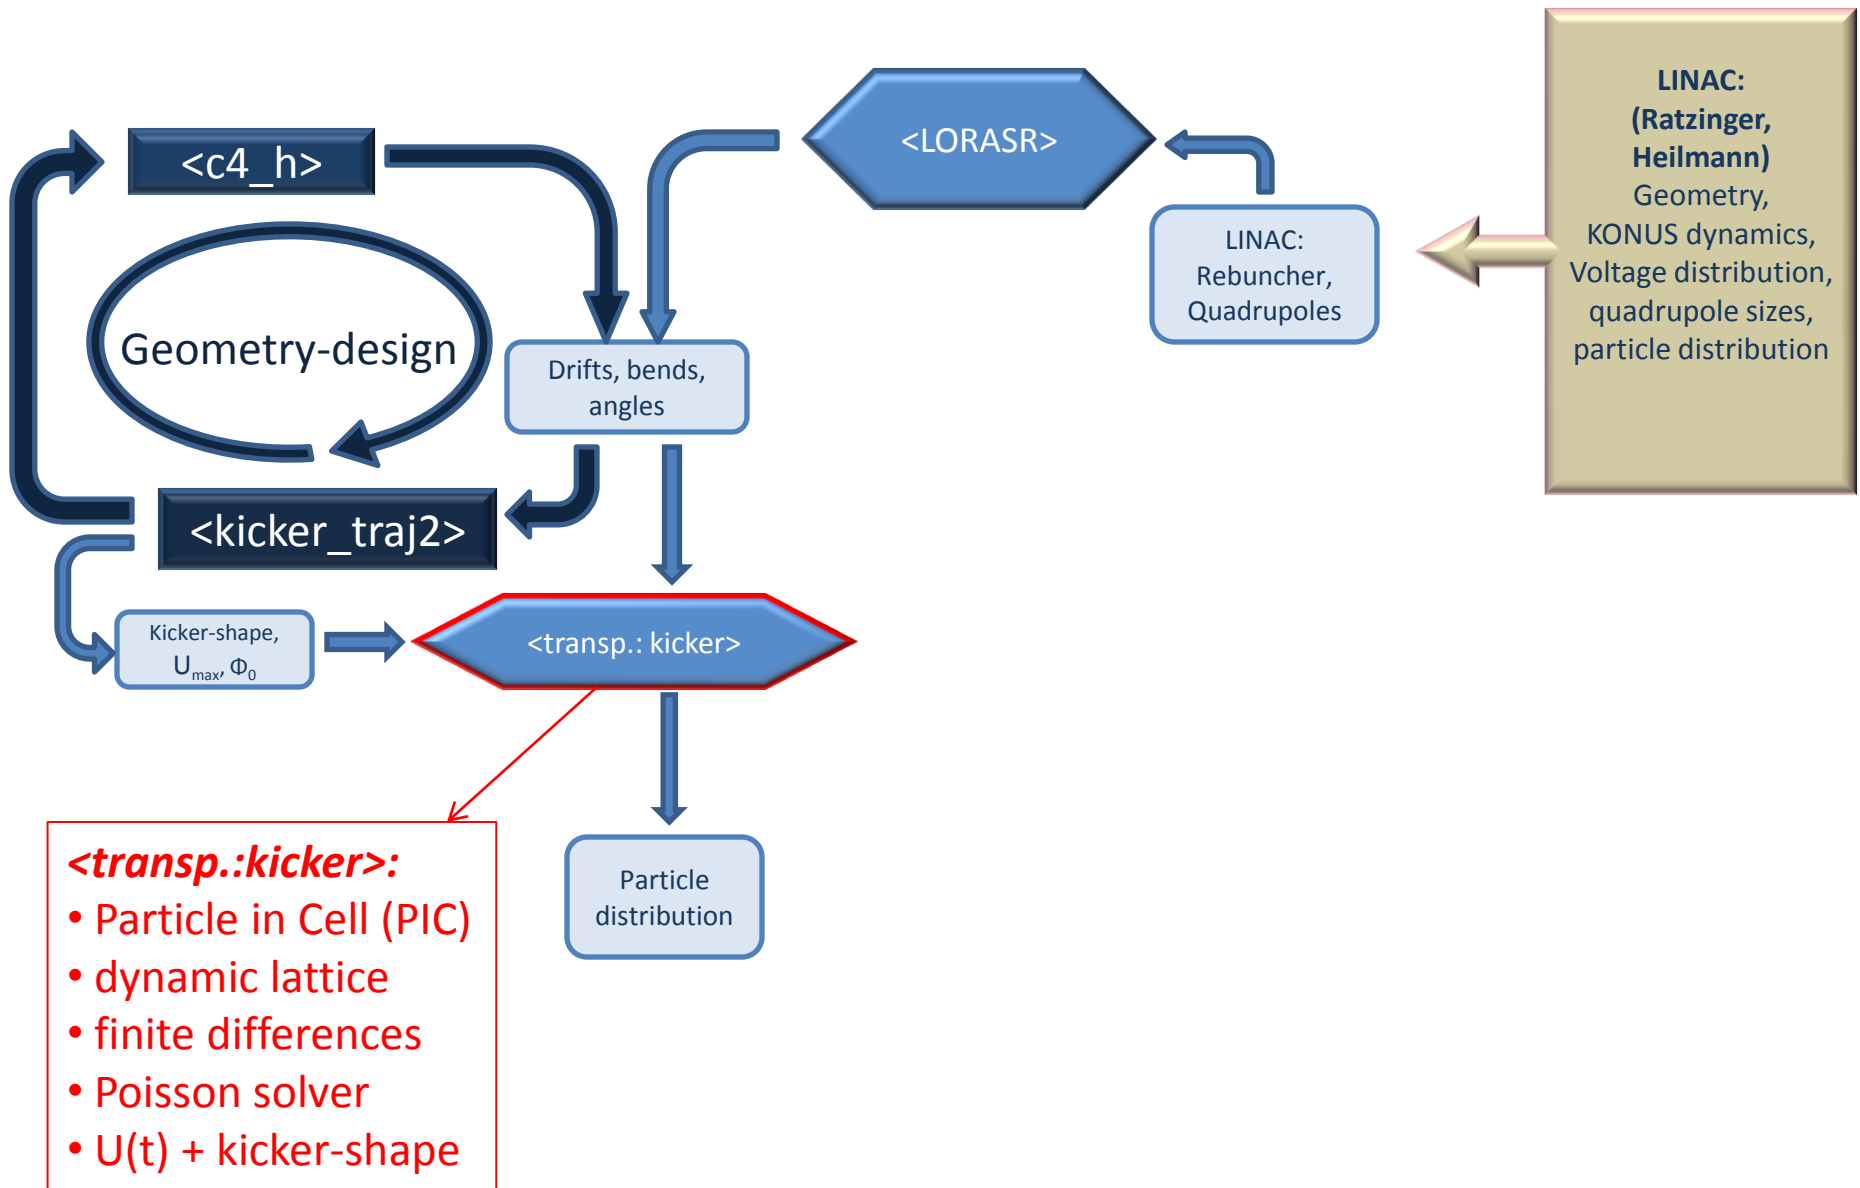 <c4_h>
<LORASR>
LINAC:
(Ratzinger,
Heilmann)
Geometry,
KONUS dynamics,
Voltage distribution,
quadrupole sizes,
particle distribution
LINAC:
Rebuncher,
Quadrupoles
Geometry-design
Drifts, bends,
angles
<kicker_traj2>
Kicker-shape,
Umax, Φ0
<transp.: kicker>
<transp.:kicker>:
• Particle in Cell (PIC)
• dynamic lattice
• finite differences
• Poisson solver
• U(t) + kicker-shape
Particle
distribution